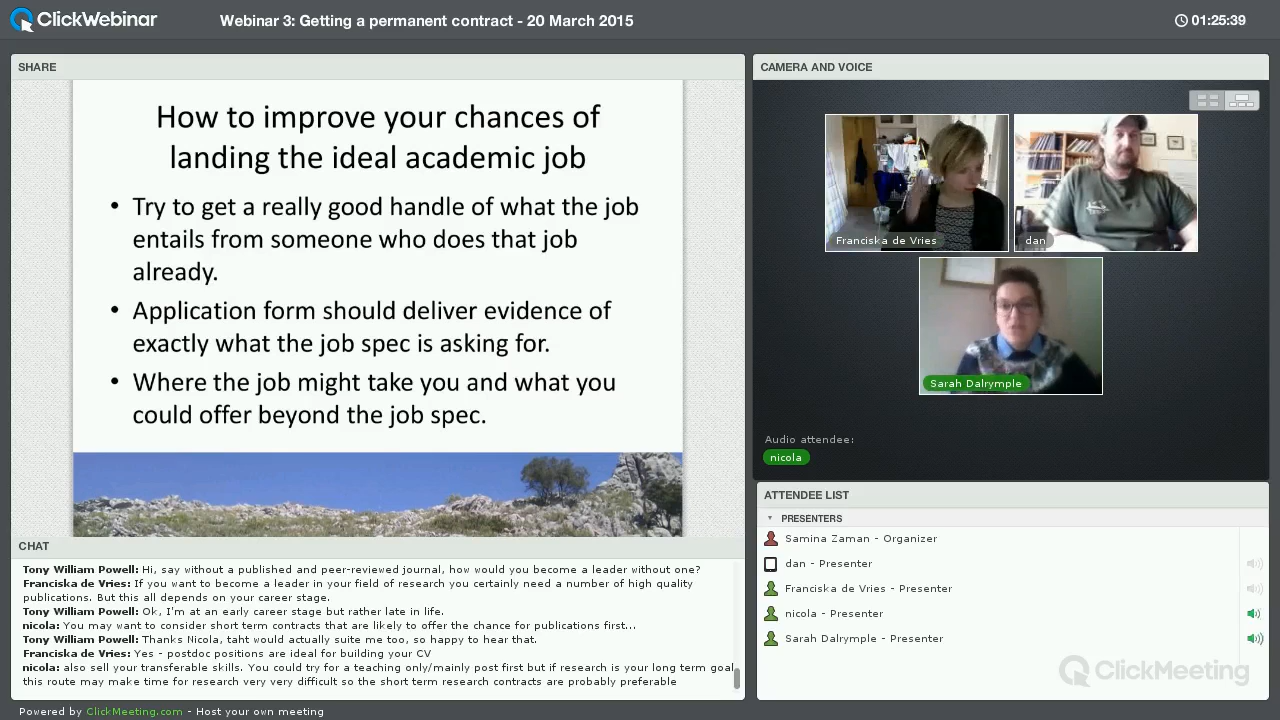 ClickWebinar
Webinar 3: Getting a permanent contract - 20 March 2015
01:25:39
SHARE
How to improve your chances of
landing the ideal academic job
• Try to get a really good handle of what the job
entails from someone who does that job
already.
• Application form should deliver evidence of
exactly what the job spec is asking for.
• Where the job might take you and what you
could offer beyond the job spec.
CHAT
Tony William Powell: Hi, say without a published and peer-reviewed journal, how would you become a leader without one?
Franciska de Vries: If you want to become a leader in your field of research you certainly need a number of high quality
publications. But this all depends on your career stage.
Tony William Powell: Ok, I'm at an early career stage but rather late in life.
nicola: You may want to consider short term contracts that are likely to offer the chance for publications first...
Tony William Powell: Thanks Nicola, taht would actually suite me too, so happy to hear that.
Franciska de Vries: Yes - postdoc positions are ideal for building your CV
nicola: also sell your transferable skills. You could try for a teaching only/mainly post first but if research is your long term goal
this route may make time for research very very difficult so the short term research contracts are probably preferable
CAMERA AND VOICE
Franciska de Vries
dan
Sarah Dalrymple
Audio attendee:
nicola
ATTENDEE LIST
PRESENTERS
Samina Zaman - Organizer
dan - Presenter
Franciska de Vries - Presenter
nicola - Presenter
Sarah Dalrymple - Presenter
ClickMeeting
Powered by ClickMeeting.com - Host your own meeting